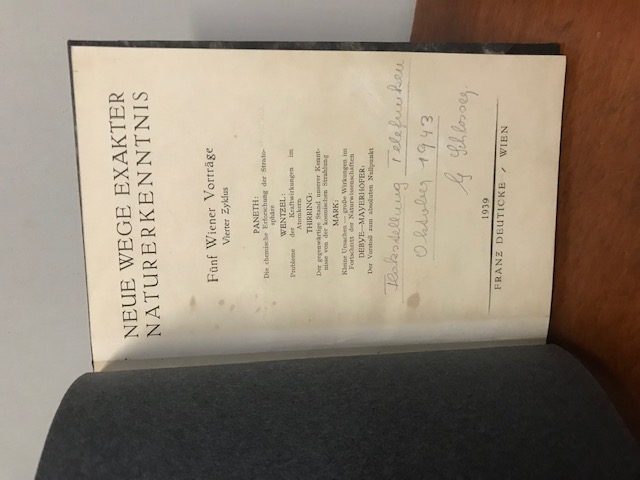 NEUE WEGE EXAKTER
NATURERKENNTNIS
Fünf Wiener Vorträge
Vierter Zyklus
PANETH:
Die chemische Erforschung der Strato-
sphäre
WENTZEL:
Probleme der Kraftwirkungen im
Atomkern
THIRRING:
Der gegenwärtige Stand unserer Kennt-
nisse von der kosmischen Strahlung
MARK:
Kleine Ursachen — große Wirkungen im
Fortschritt der Naturwissenschaften
DEBYE—MAYERHOFER:
Der Vorstoß zum absoluten Nullpunkt
Telefunken
Oktober 1943
G Schlosser
1939
FRANZ DEUTICKE / WIEN